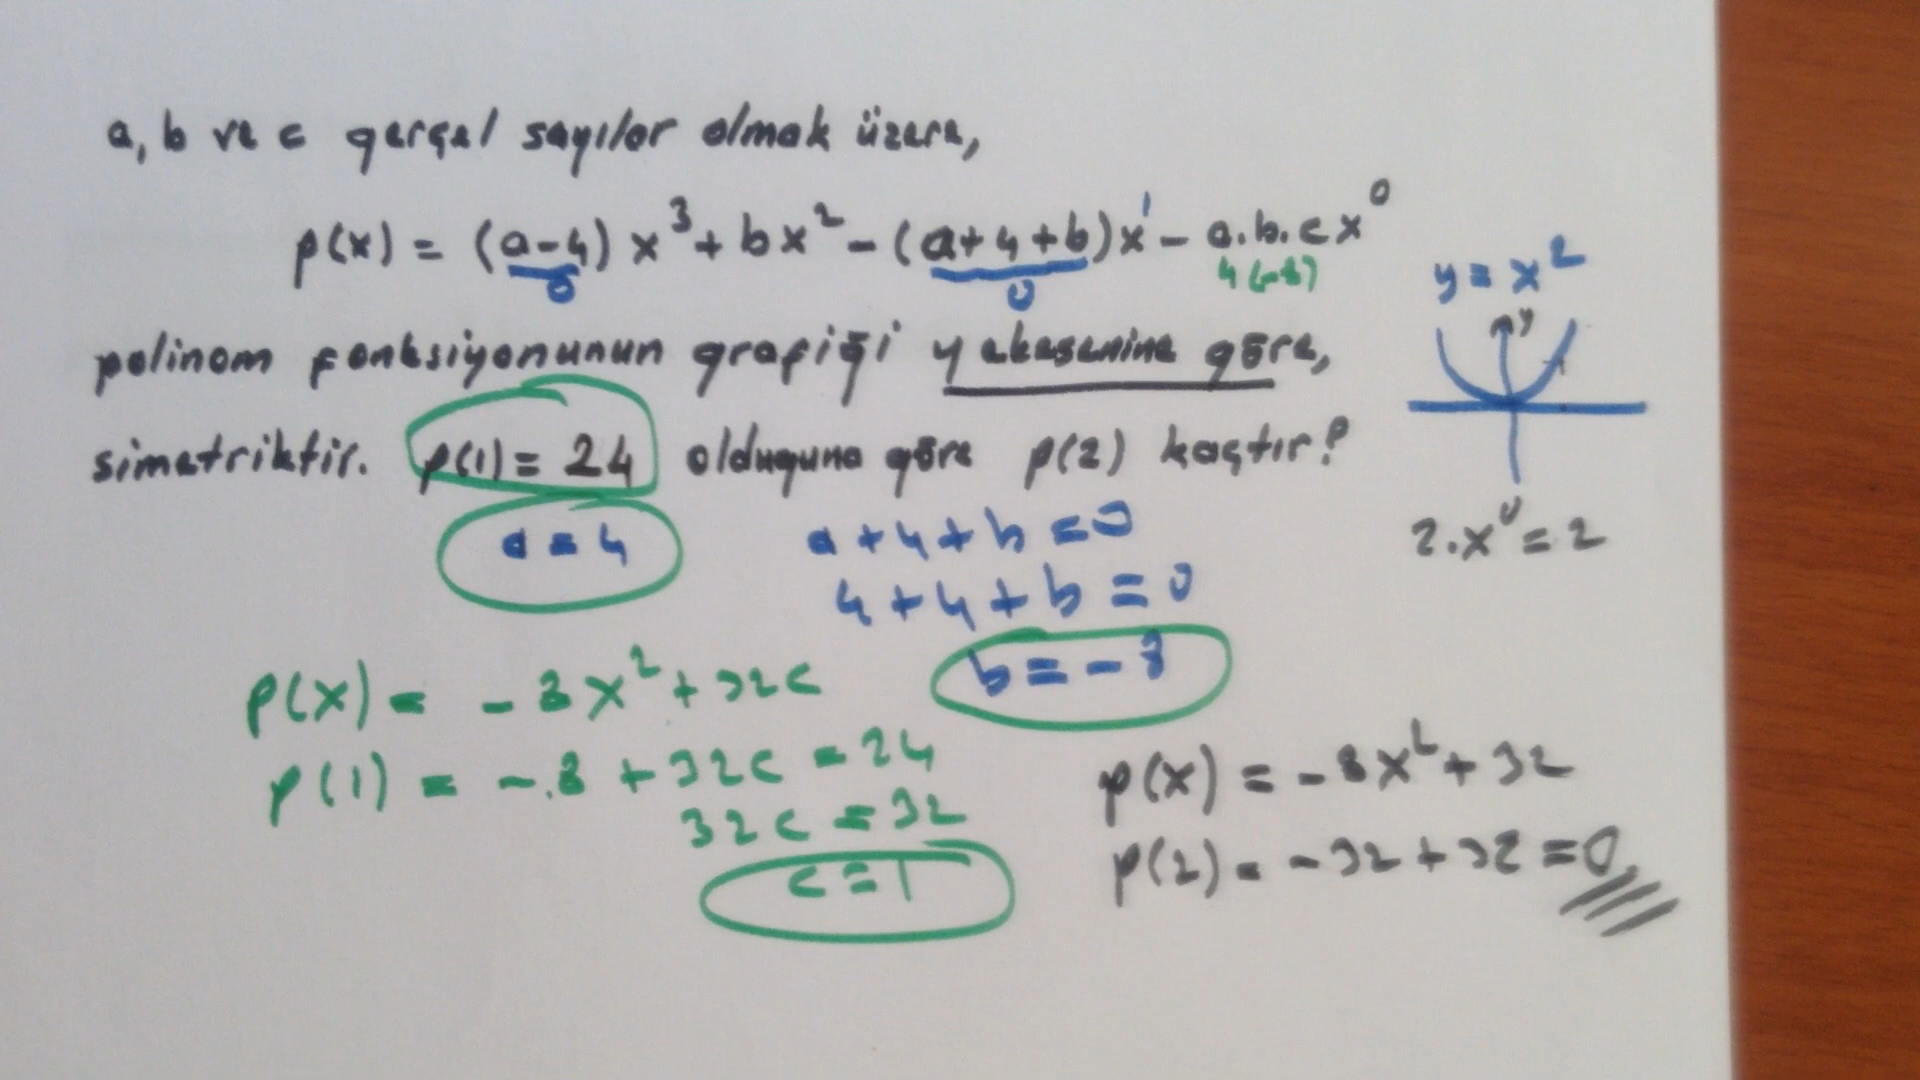 a, b ve c gerçel sayılar olmak üzere,
p(x) = (a-4) x³ + bx² - (a+4+b)x¹ - a.b.c x⁰
0 0 4 (-8)
y = x²
y
polinom fonksiyonunun grafiği y eksenine göre,
simetriktir. p(1) = 24 olduğuna göre p(2) kaçtır?
a = 4
a + 4 + b = 0
2.x⁰ = 2
4 + 4 + b = 0
b = -8
p(x) = -8x² + 32c
p(1) = -8 + 32c = 24
32c = 32
c = 1
p(x) = -8x² + 32
p(2) = -32 + 32 = 0